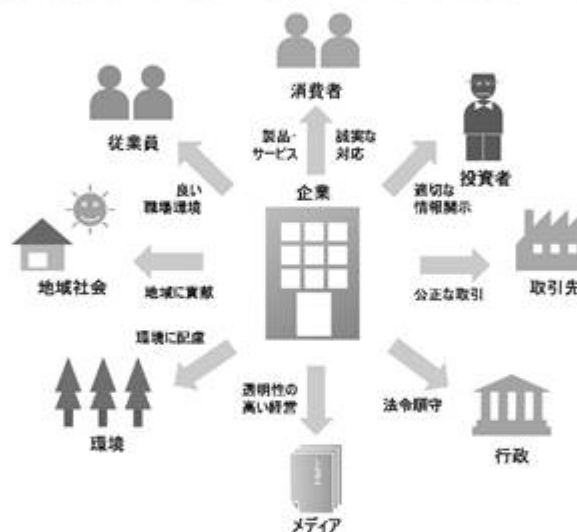 消費者
従業員
製品・
サービス
誠実な
対応
投資者
良い
職場環境
企業
適切な
情報開示
地域社会
地域に貢献
公正な取引
取引先
環境に配慮
環境
透明性の
高い経営
法令順守
行政
メディア